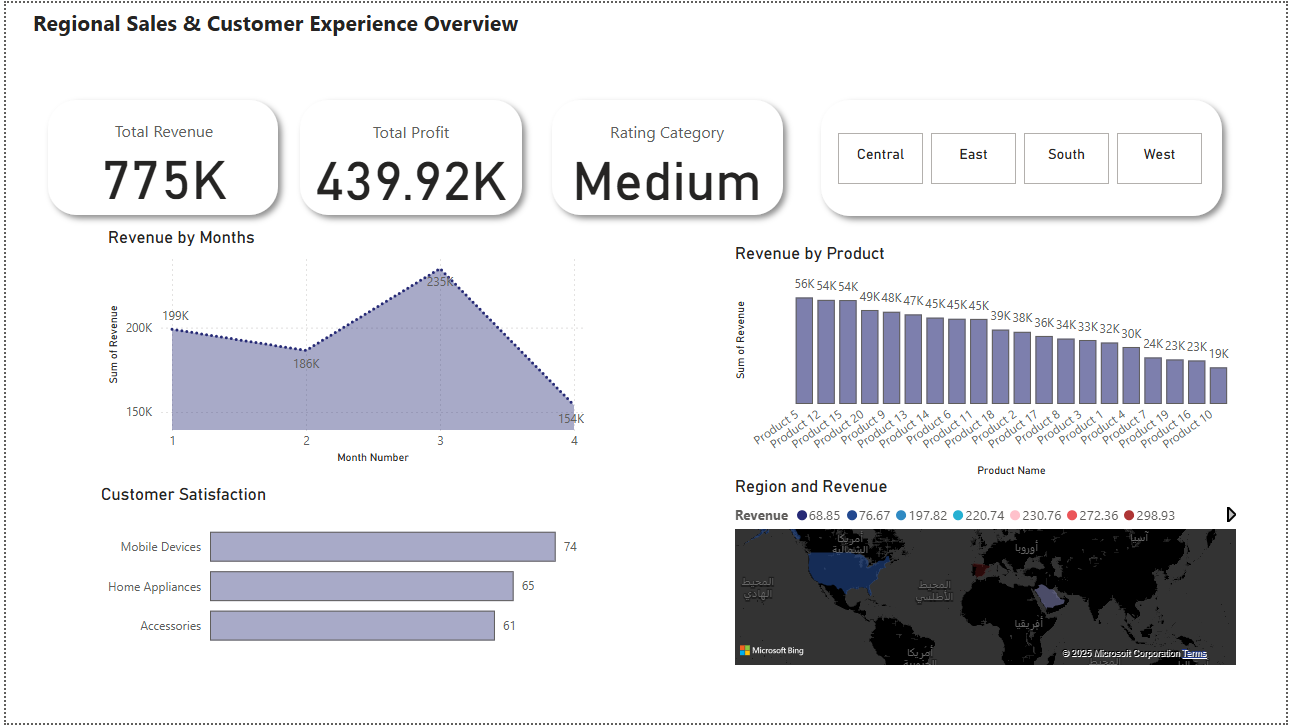 Regional Sales & Customer Experience Overview
Total Revenue
775K
Total Profit
439.92K
Rating Category
Medium
Central
East
South
West
Revenue by Months
Sum of Revenue
200K
150K
199K
186K
235K
154K
1
2
3
4
Month Number
Revenue by Product
Sum of Revenue
56K
54K
54K
49K
48K
47K
45K
45K
45K
39K
38K
36K
34K
33K
32K
30K
24K
23K
23K
19K
Product 5
Product 12
Product 15
Product 20
Product 9
Product 13
Product 14
Product 6
Product 11
Product 18
Product 2
Product 17
Product 8
Product 3
Product 1
Product 4
Product 7
Product 19
Product 16
Product 10
Product Name
Customer Satisfaction
Mobile Devices
74
Home Appliances
65
Accessories
61
Region and Revenue
Revenue 68.85 76.67 197.82 220.74 230.76 272.36 298.93
أمريكا
الشمالية
أوروبا
آسيا
المحيط
الهادي
المحيط
الأطلسي
أفريقيا
أمريكا
الجنوبية
المحيط
Microsoft Bing
© 2025 Microsoft Corporation Terms